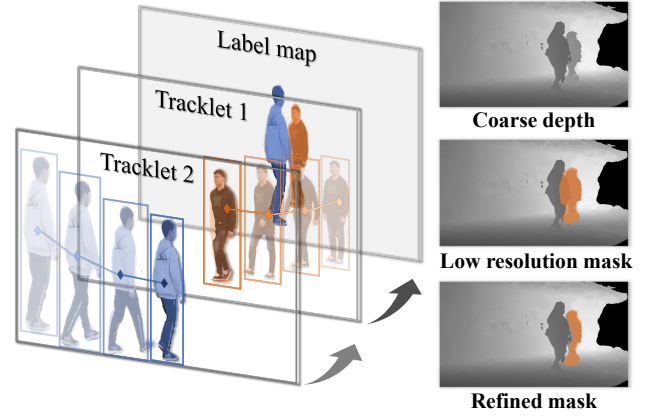 Label map
Tracklet 1
Tracklet 2
Coarse depth
Low resolution mask
Refined mask